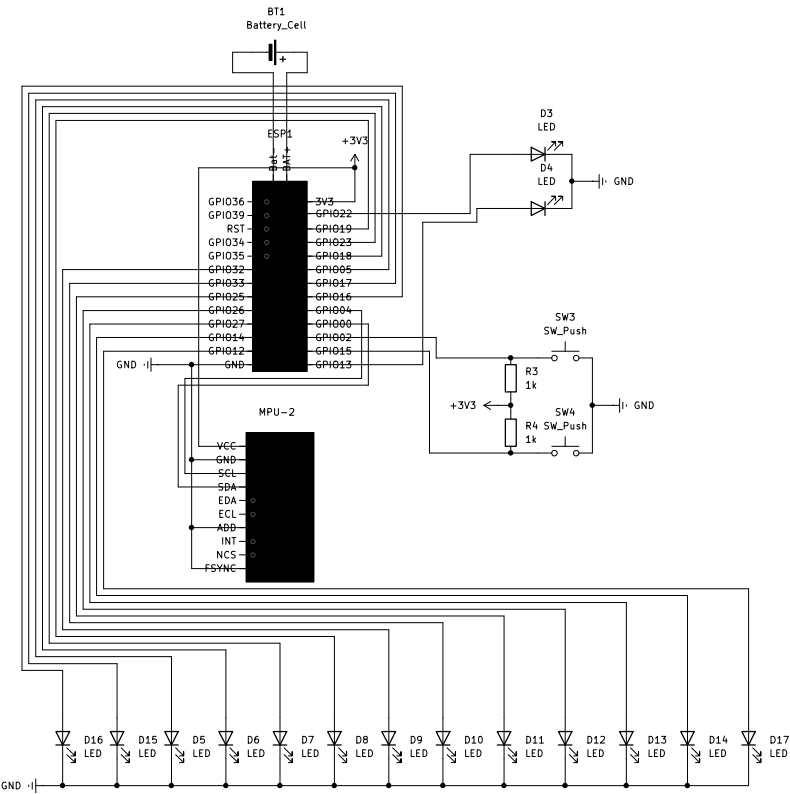 BT1
Battery_Cell
+
ESP1
Bat-
BAT+
+3V3
D3
LED
D4
LED
GND
GPIO36
GPIO39
RST
GPIO34
GPIO35
GPIO32
GPIO33
GPIO25
GPIO26
GPIO27
GPIO14
GPIO12
GND
3V3
GPIO22
GPIO19
GPIO23
GPIO18
GPIO05
GPIO17
GPIO16
GPIO04
GPIO00
GPIO02
GPIO15
GPIO13
GND
SW3
SW_Push
R3
1k
+3V3
GND
SW4
SW_Push
R4
1k
MPU-2
VCC
GND
SCL
SDA
EDA
ECL
ADD
INT
NCS
FSYNC
D16
LED
D15
LED
D5
LED
D6
LED
D7
LED
D8
LED
D9
LED
D10
LED
D11
LED
D12
LED
D13
LED
D14
LED
D17
LED
GND